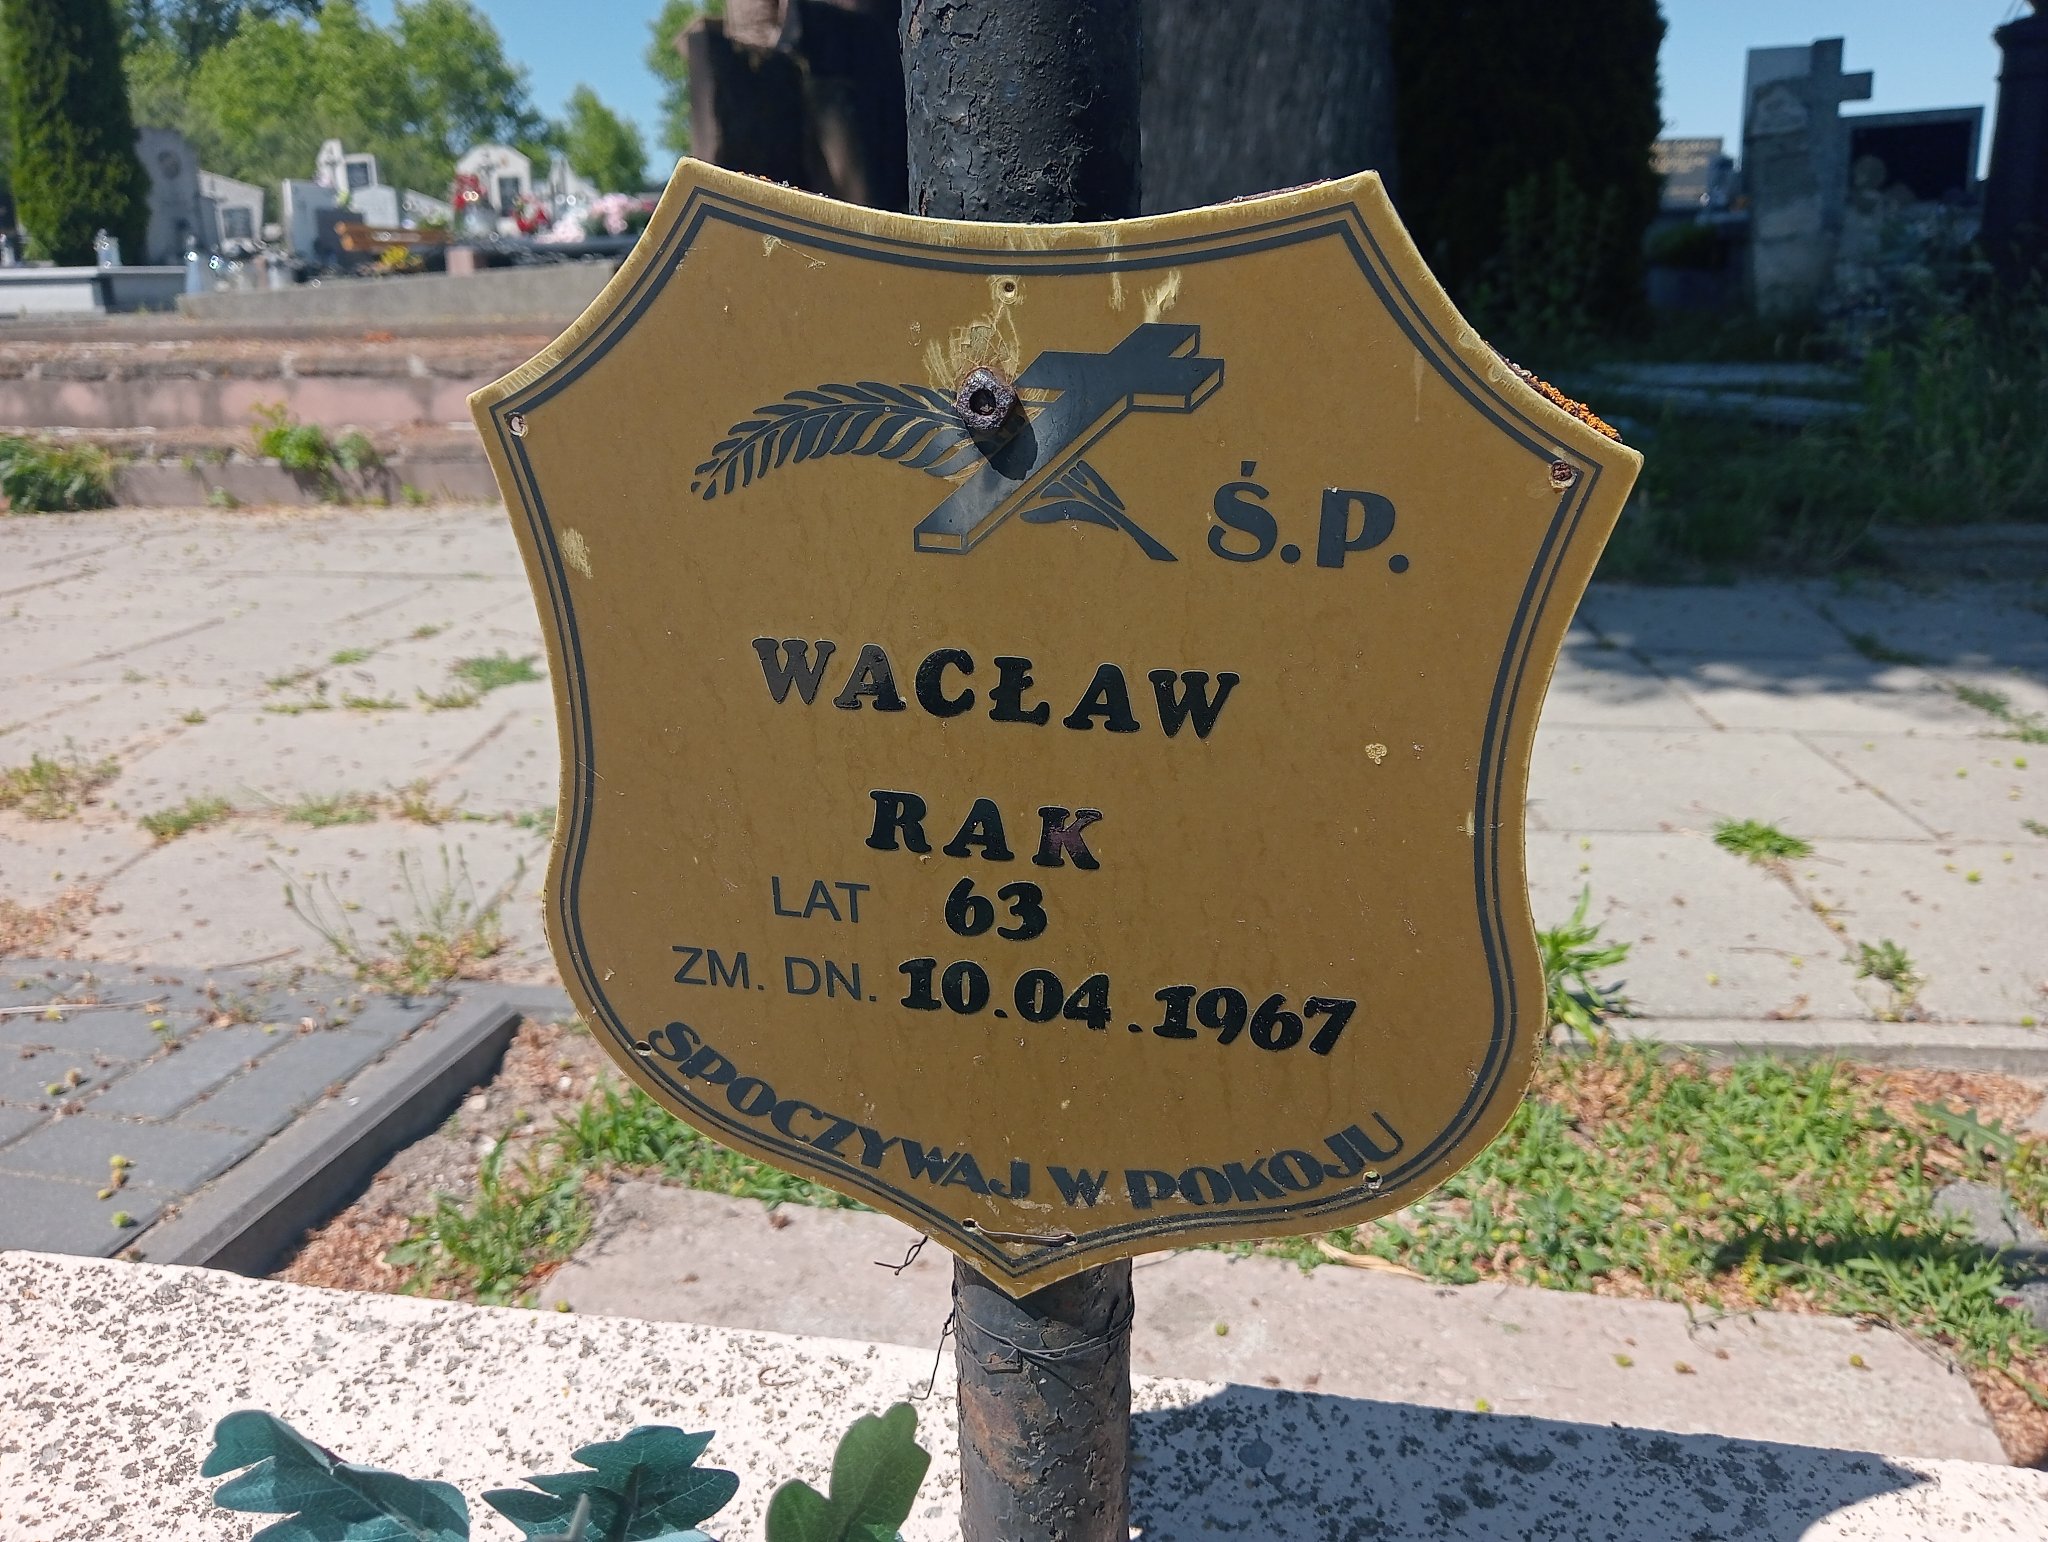 Ś.P.
WACŁAW
RAK
LAT 63
ZM. DN. 10.04.1967
SPOCZYWAJ W POKOJU